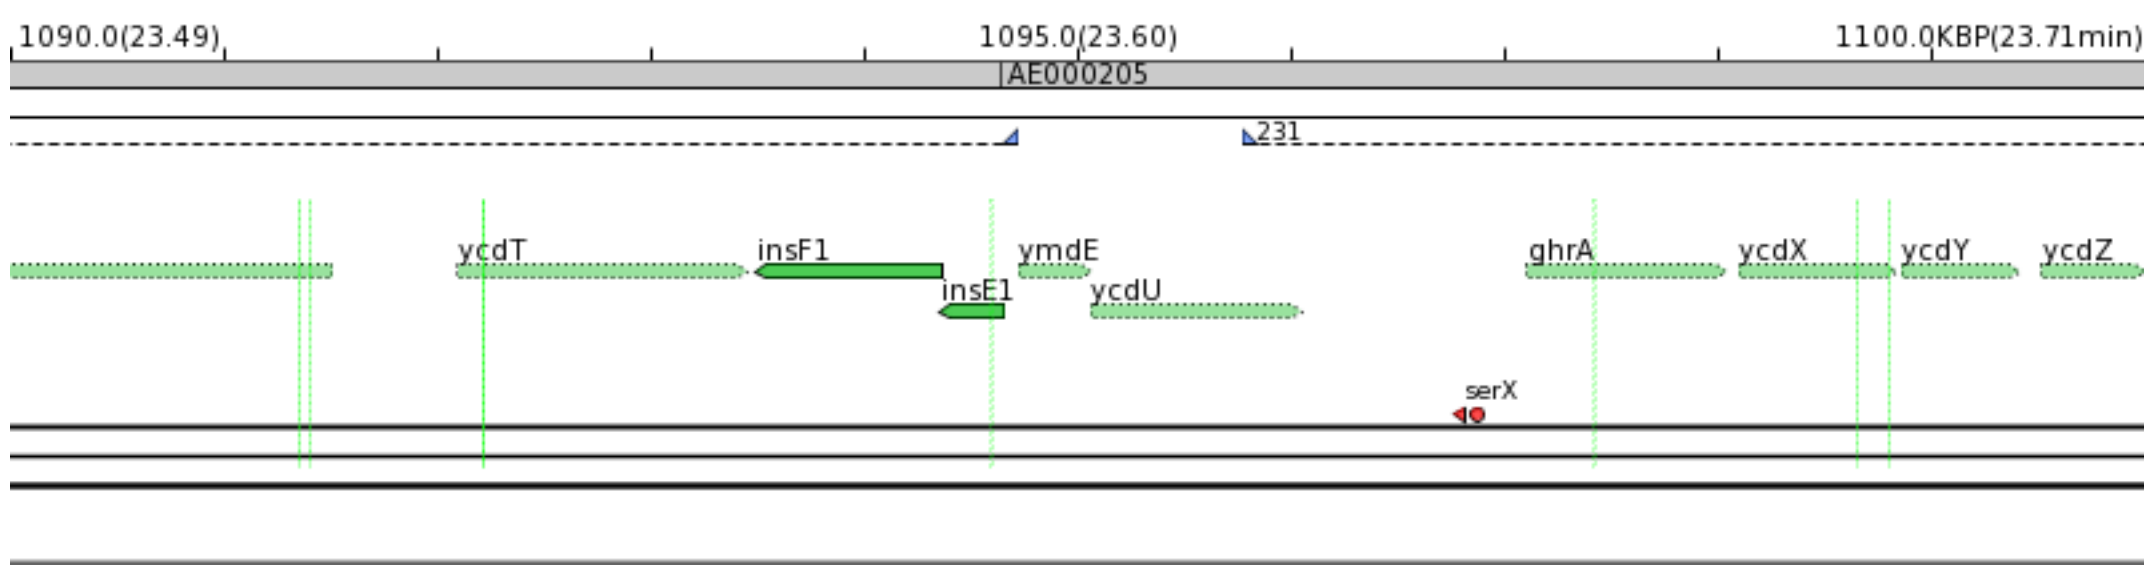 1090.0(23.49) 1095.0(23.60) 1100.0KBP(23.71min)
AE000205
231
ycdT insF1 ymdE ghrA ycdX ycdY ycdZ
insE1 ycdU
serX